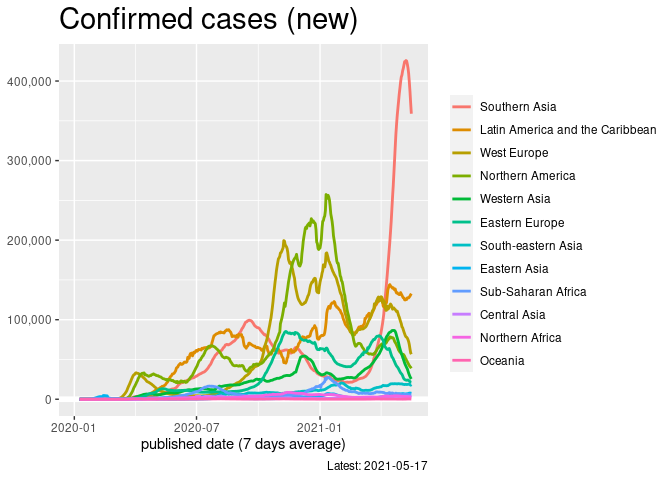 Confirmed cases (new)
400,000
300,000
200,000
100,000
0
2020-01
2020-07
2021-01
published date (7 days average)
Southern Asia
Latin America and the Caribbean
West Europe
Northern America
Western Asia
Eastern Europe
South-eastern Asia
Eastern Asia
Sub-Saharan Africa
Central Asia
Northern Africa
Oceania
Latest: 2021-05-17